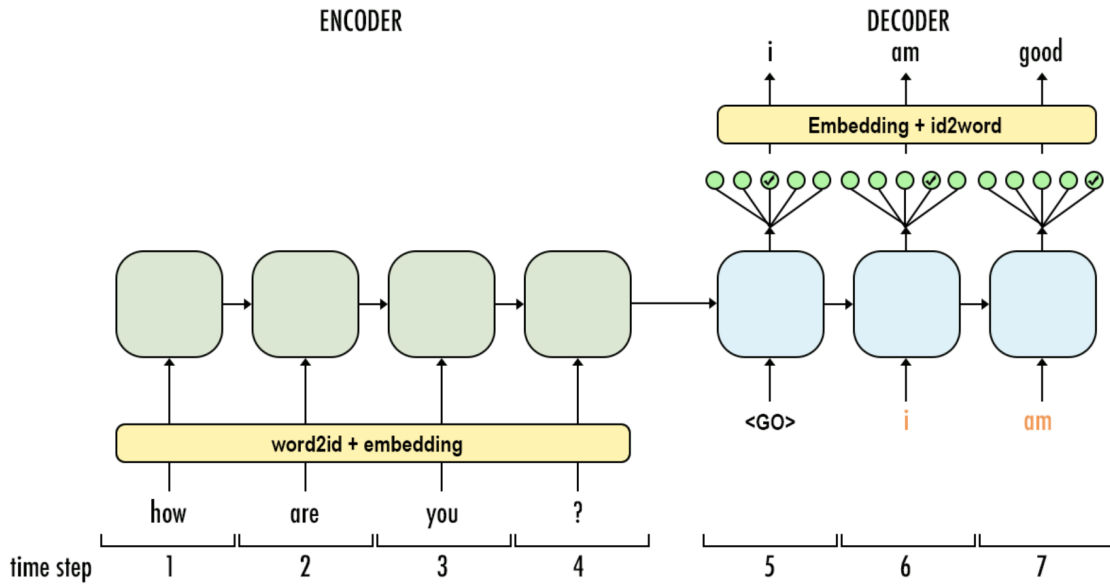 ENCODER
DECODER
i am good
Embedding + id2word
<GO> i am
word2id + embedding
how are you ?
time step 1 2 3 4 5 6 7